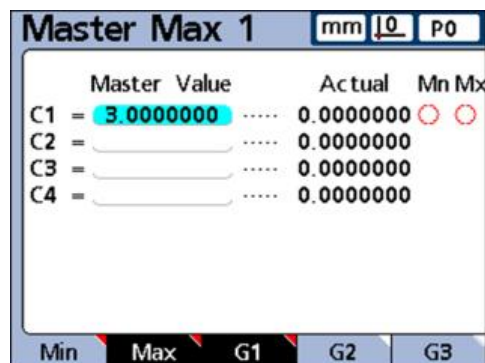 Master Max 1 mm 0 P0
Master Value Actual Mn Mx
C1 = 3.0000000 ..... 0.0000000
C2 = ..... 0.0000000
C3 = ..... 0.0000000
C4 = ..... 0.0000000
Min Max G1 G2 G3